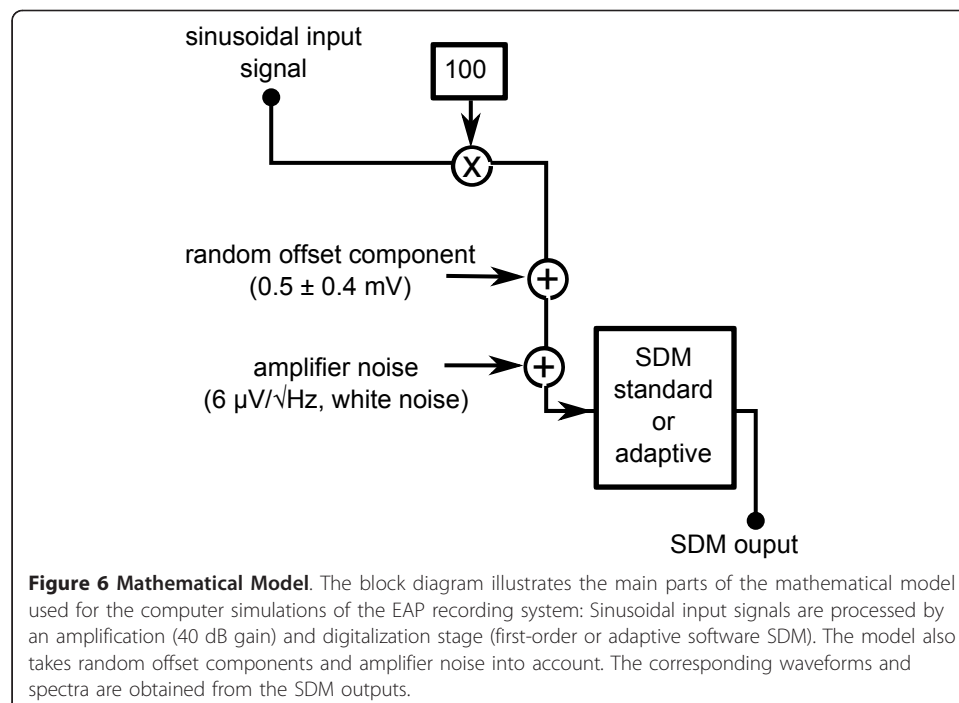 sinusoidal input
signal
100
X
random offset component
(0.5 ± 0.4 mV)
+
amplifier noise
(6 µV/√Hz, white noise)
+
SDM
standard
or
adaptive
SDM ouput
Figure 6 Mathematical Model. The block diagram illustrates the main parts of the mathematical model
used for the computer simulations of the EAP recording system: Sinusoidal input signals are processed by
an amplification (40 dB gain) and digitalization stage (first-order or adaptive software SDM). The model also
takes random offset components and amplifier noise into account. The corresponding waveforms and
spectra are obtained from the SDM outputs.